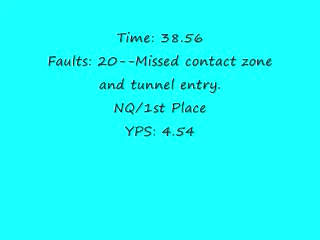 Time: 38.56
Faults: 20--Missed contact zone
and tunnel entry.
NQ/1st Place
YPS: 4.54